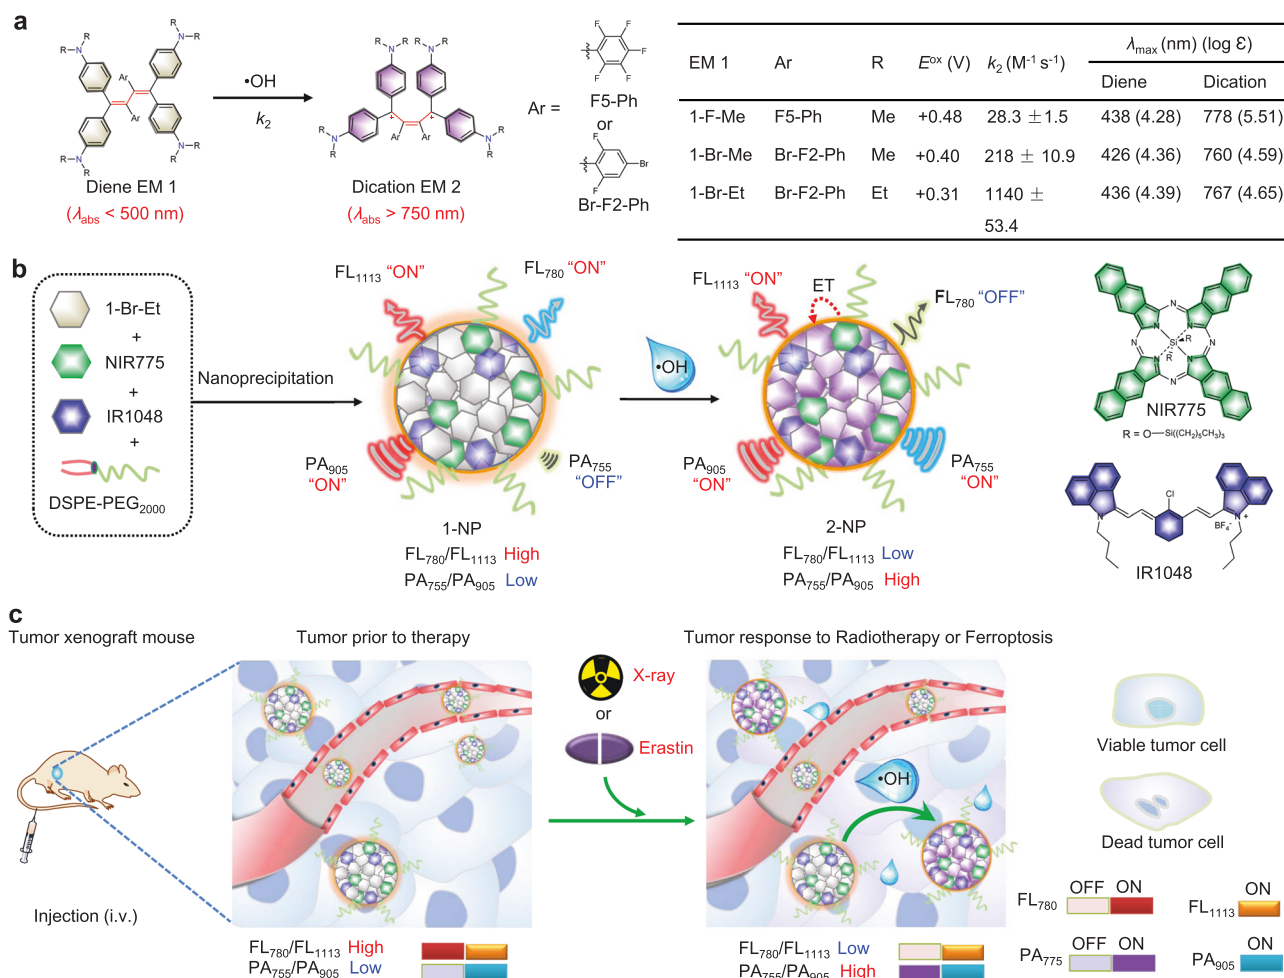 a
R R N
R R N
Ar
Ar
N R R
N R R
Diene EM 1
(λabs < 500 nm)
•OH
k2
R R N
R R N
R N R
Ar Ar
R N R
+ +
Dication EM 2
(λabs > 750 nm)
Ar =
F F F F F
F5-Ph
or
F Br F
Br-F2-Ph
EM 1 Ar R Eox (V) k2 (M-1 s-1) λmax (nm) (log Ɛ)
Diene Dication
1-F-Me F5-Ph Me +0.48 28.3 ± 1.5 438 (4.28) 778 (5.51)
1-Br-Me Br-F2-Ph Me +0.40 218 ± 10.9 426 (4.36) 760 (4.59)
1-Br-Et Br-F2-Ph Et +0.31 1140 ± 436 (4.39) 767 (4.65)
53.4
b
1-Br-Et
+
NIR775
+
IR1048
+
DSPE-PEG2000
Nanoprecipitation
FL1113 "ON"
FL780 "ON"
PA905
"ON"
PA755
"OFF"
1-NP
FL780/FL1113 High
PA755/PA905 Low
•OH
FL1113 "ON"
ET
FL780 "OFF"
PA905
"ON"
PA755
"ON"
2-NP
FL780/FL1113 Low
PA755/PA905 High
N N N
N Si R N
R
N N N
NIR775
R = O—Si((CH2)5CH3)3
Cl
N
N +
BF4-
IR1048
c
Tumor xenograft mouse
Tumor prior to therapy
Tumor response to Radiotherapy or Ferroptosis
X-ray
or
Erastin
•OH
Viable tumor cell
Dead tumor cell
Injection (i.v.)
FL780/FL1113 High
PA755/PA905 Low
FL780/FL1113 Low
PA755/PA905 High
OFF ON
FL780
ON
FL1113
OFF ON
PA775
ON
PA905